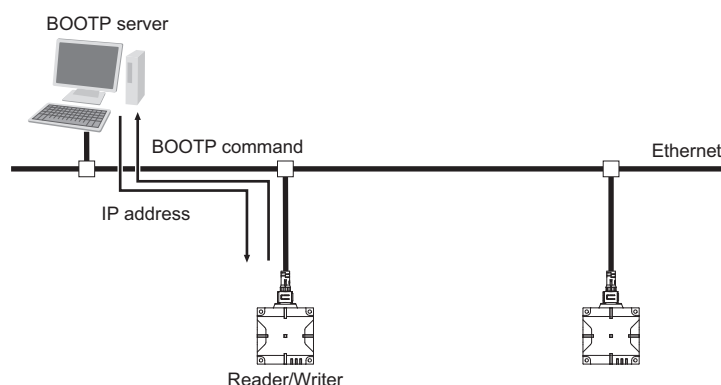 BOOTP server
BOOTP command
Ethernet
IP address
Reader/Writer